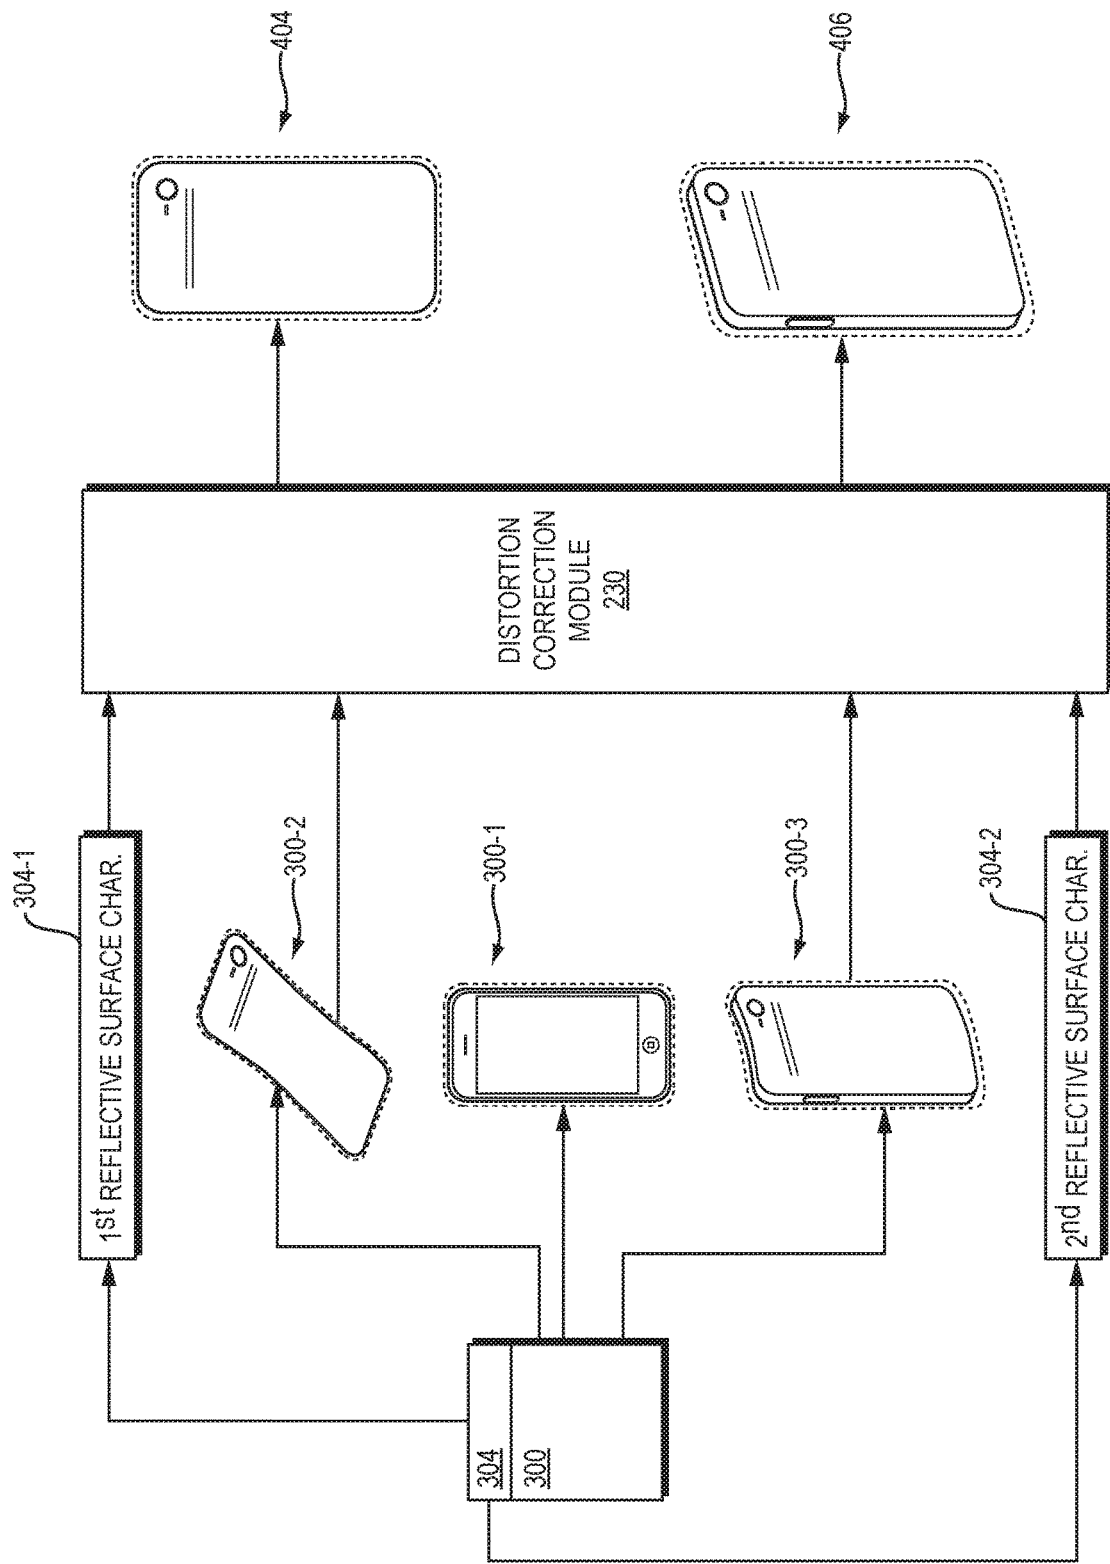 304-1
1st REFLECTIVE SURFACE CHAR.
300-2
300-1
300-3
304-2
2nd REFLECTIVE SURFACE CHAR.
304
300
DISTORTION
CORRECTION
MODULE
230
404
406